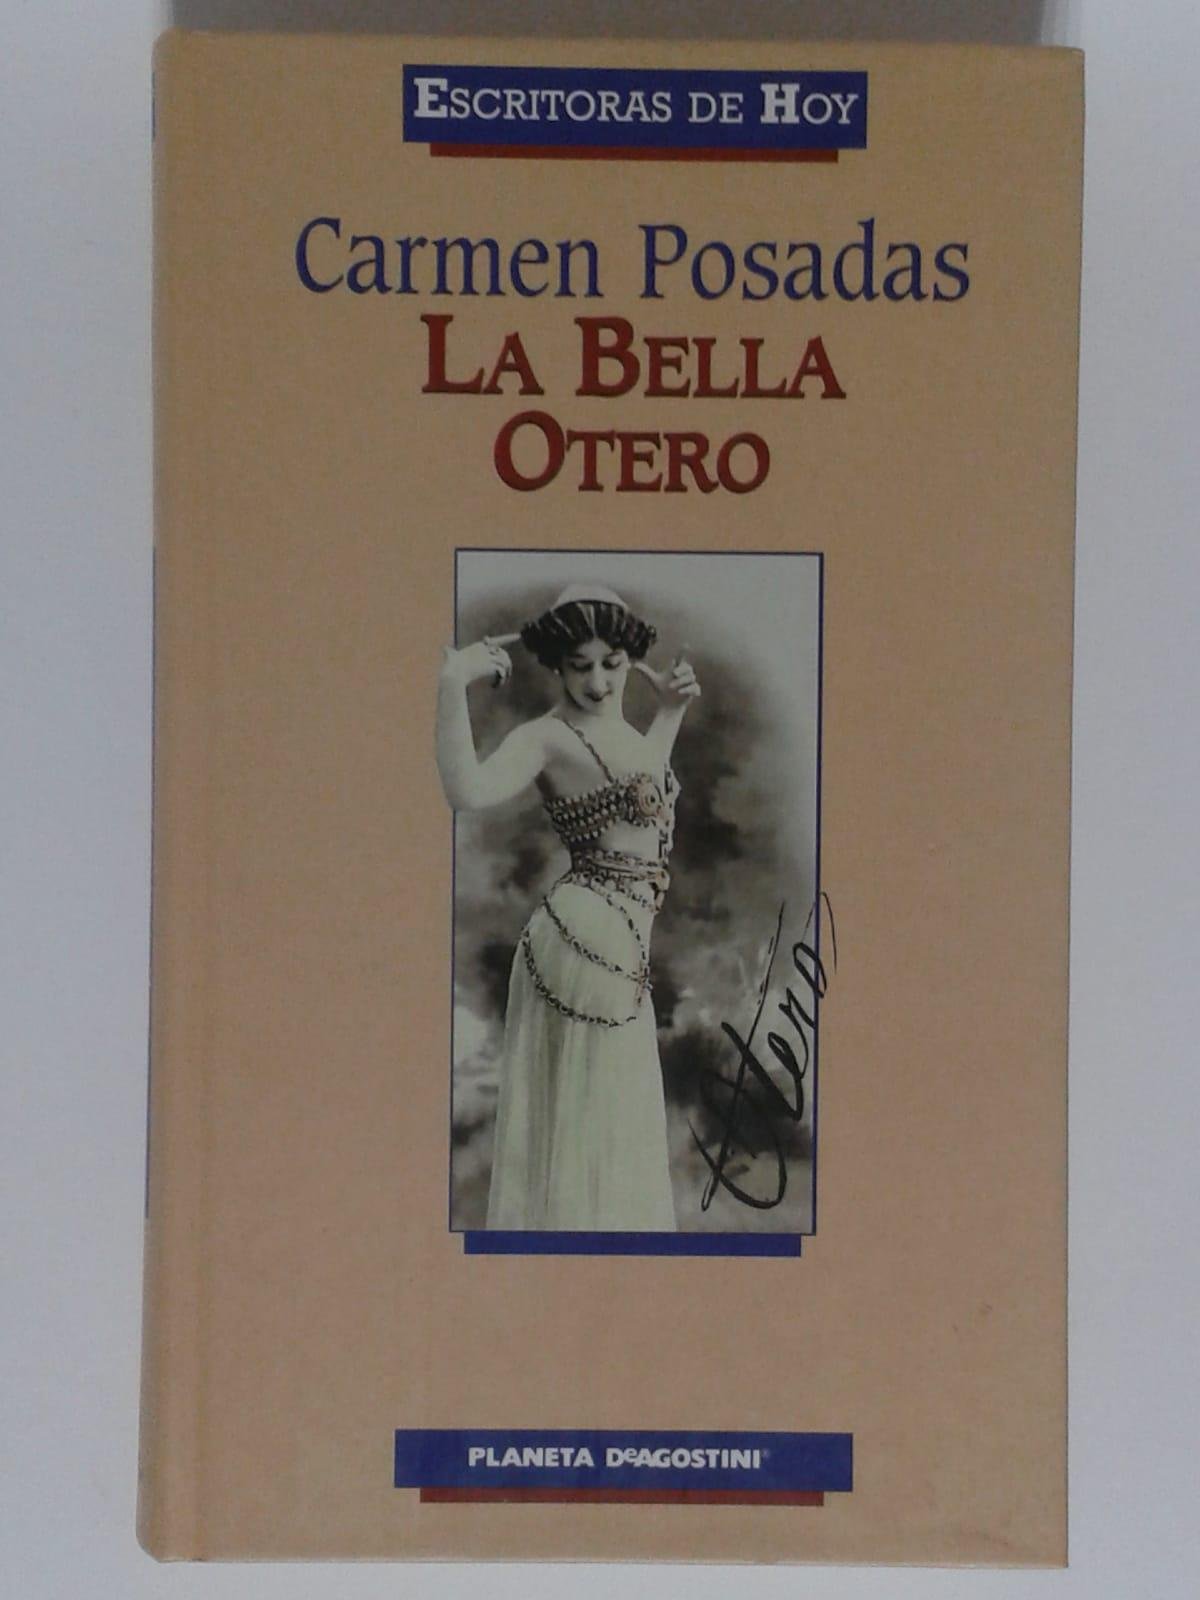 ESCRITORAS DE HOY
Carmen Posadas
LA BELLA
OTERO
Otero
PLANETA DeAGOSTINI